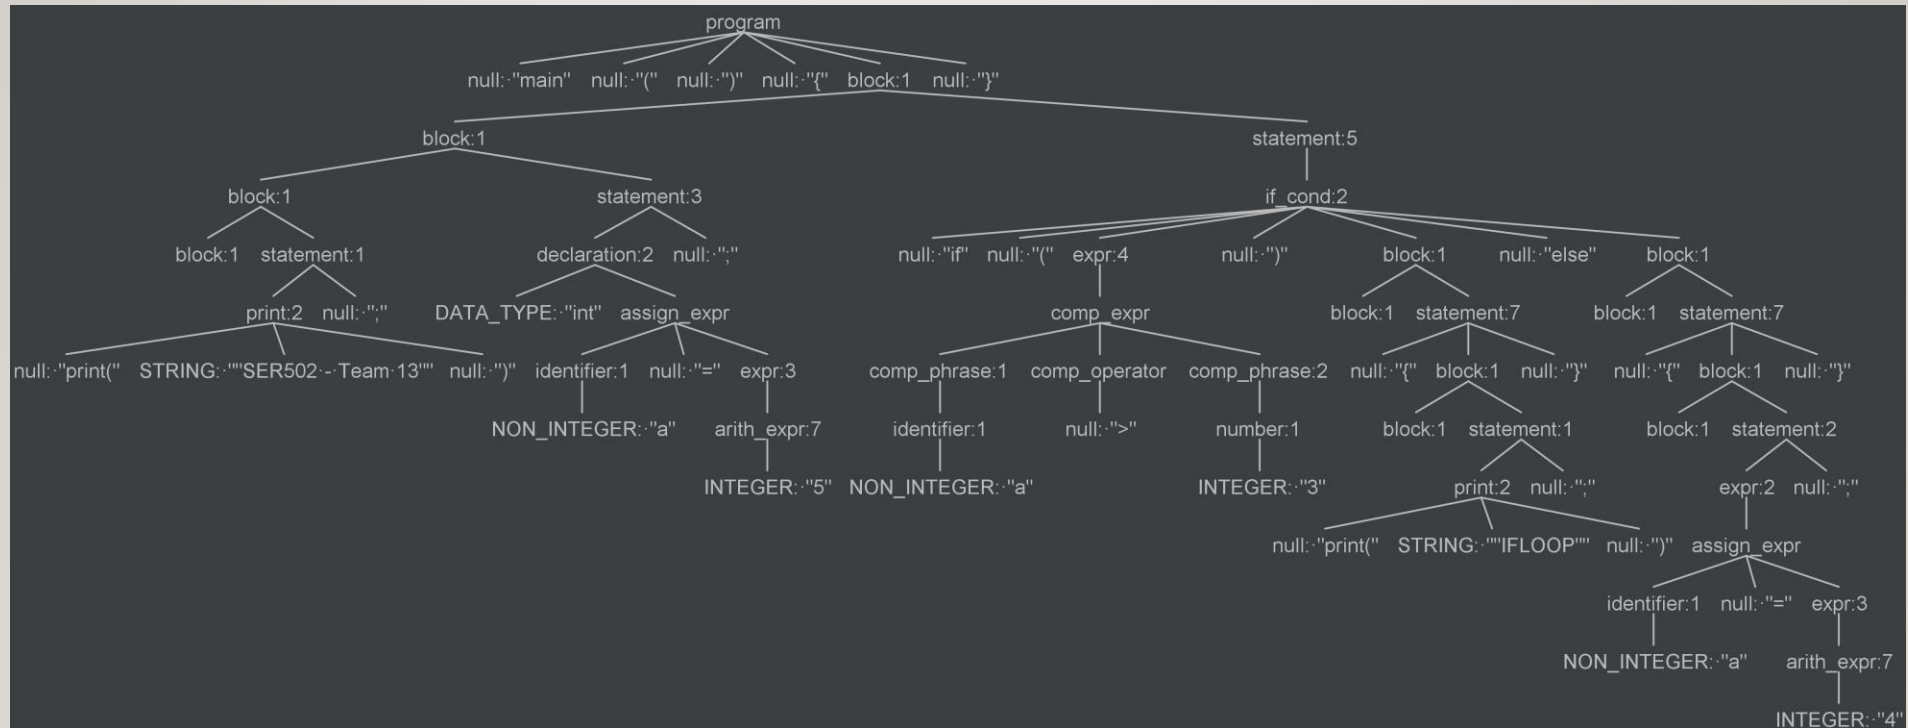 program
null:·"main" null:·"(" null:·")" null:·"{" block:1 null:·"}"
block:1 statement:5
block:1 statement:3 if_cond:2
block:1 statement:1 declaration:2 null:·";" null:·"if" null:·"(" expr:4 null:·")" block:1 null:·"else" block:1
print:2 null:·";" DATA_TYPE:·"int" assign_expr comp_expr block:1 statement:7 block:1 statement:7
null:·"print(" STRING:·""SER502·-·Team·13"" null:·")" identifier:1 null:·"=" expr:3 comp_phrase:1 comp_operator comp_phrase:2 null:·"{" block:1 null:·"}" null:·"{" block:1 null:·"}"
NON_INTEGER:·"a" arith_expr:7 identifier:1 null:·">" number:1 block:1 statement:1 block:1 statement:2
INTEGER:·"5" NON_INTEGER:·"a" INTEGER:·"3" print:2 null:·";" expr:2 null:·";"
null:·"print(" STRING:·""IFLOOP"" null:·")" assign_expr
identifier:1 null:·"=" expr:3
NON_INTEGER:·"a" arith_expr:7
INTEGER:·"4"